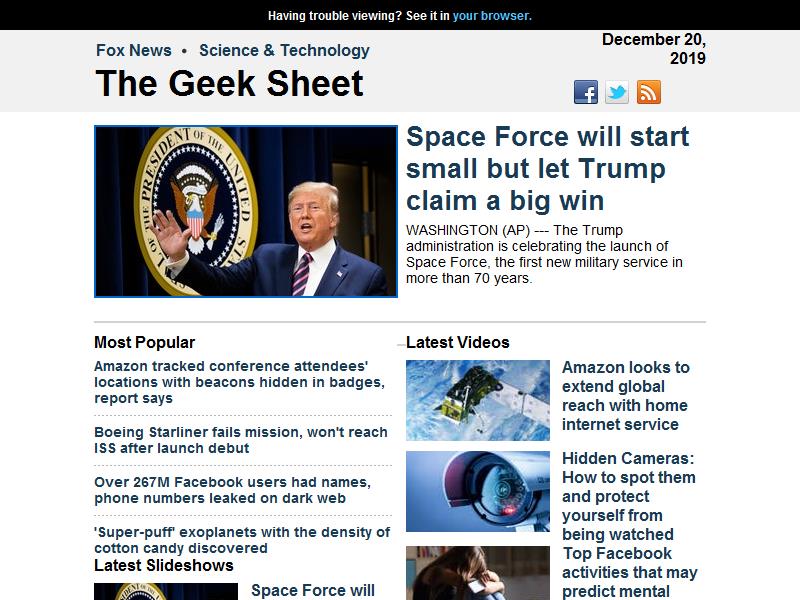 Having trouble viewing? See it in your browser.
Fox News • Science & Technology
December 20,
2019
The Geek Sheet
PRESIDENT OF THE
UNITED STATES
SEAL OF
Space Force will start
small but let Trump
claim a big win
WASHINGTON (AP) --- The Trump
administration is celebrating the launch of
Space Force, the first new military service in
more than 70 years.
Most Popular
Amazon tracked conference attendees'
locations with beacons hidden in badges,
report says
Boeing Starliner fails mission, won't reach
ISS after launch debut
Over 267M Facebook users had names,
phone numbers leaked on dark web
'Super-puff' exoplanets with the density of
cotton candy discovered
Latest Slideshows
Space Force will
Latest Videos
Amazon looks to
extend global
reach with home
internet service
Hidden Cameras:
How to spot them
and protect
yourself from
being watched
Top Facebook
activities that may
predict mental